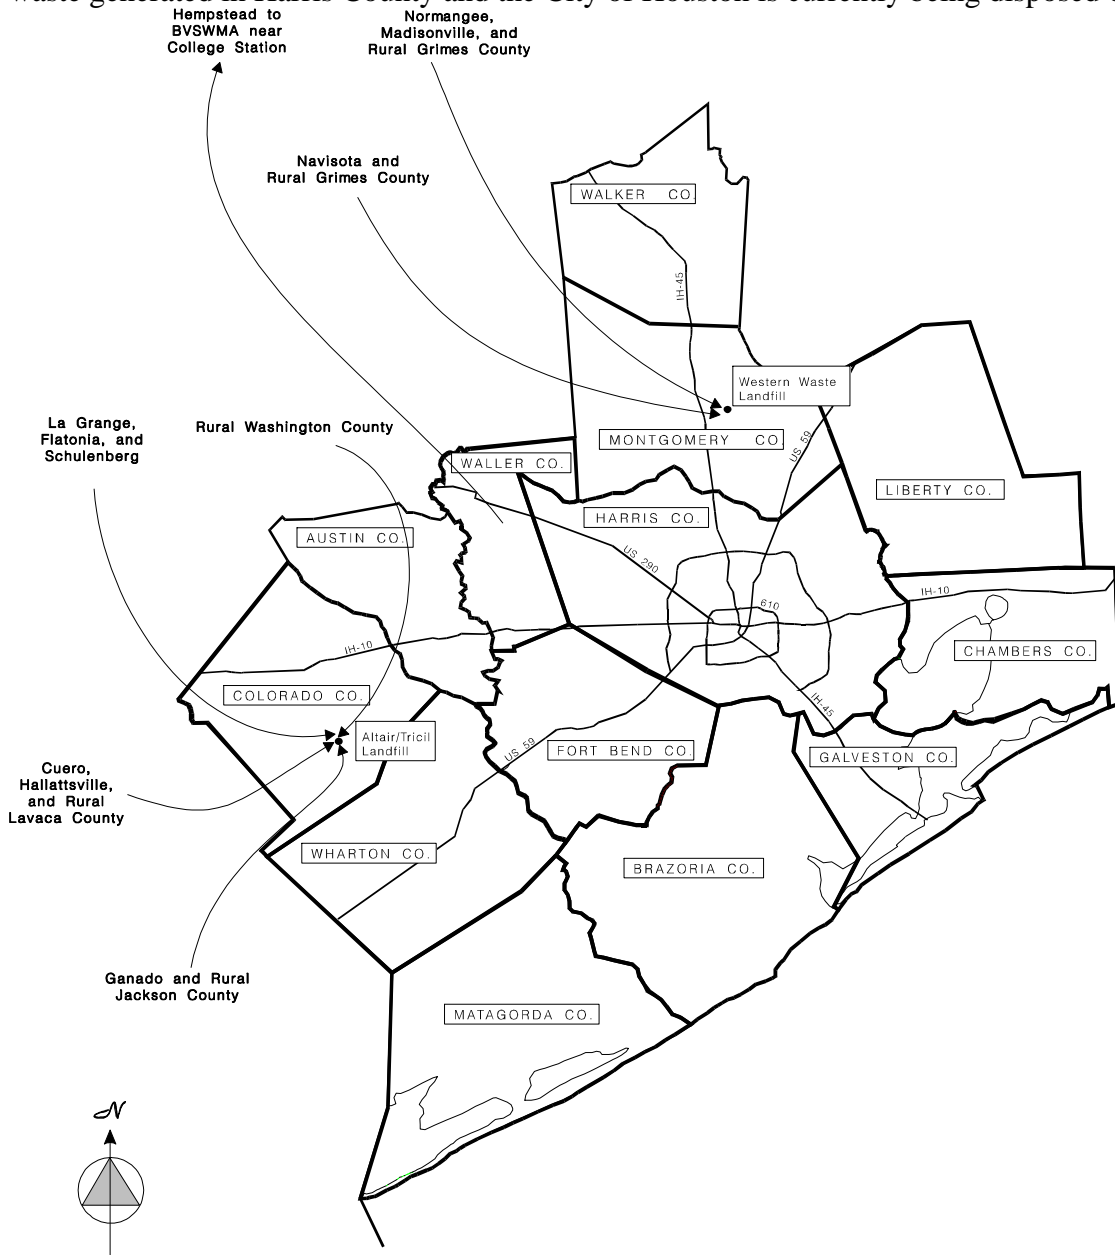 waste generated in Harris County and the City of Houston is currently being disposed
Hempstead to
BVSWMA near
College Station
Normangee,
Madisonville, and
Rural Grimes County
Navisota and
Rural Grimes County
WALKER CO.
IH-45
Western Waste
Landfill
La Grange,
Flatonia, and
Schulenberg
Rural Washington County
MONTGOMERY CO.
US 59
WALLER CO.
LIBERTY CO.
HARRIS CO.
AUSTIN CO.
US 290
IH-10
610
IH-10
CHAMBERS CO.
COLORADO CO.
IH-45
Altair/Tricil
Landfill
US 59
FORT BEND CO.
GALVESTON CO.
Cuero,
Hallattsville,
and Rural
Lavaca County
WHARTON CO.
BRAZORIA CO.
Ganado and Rural
Jackson County
MATAGORDA CO.
N